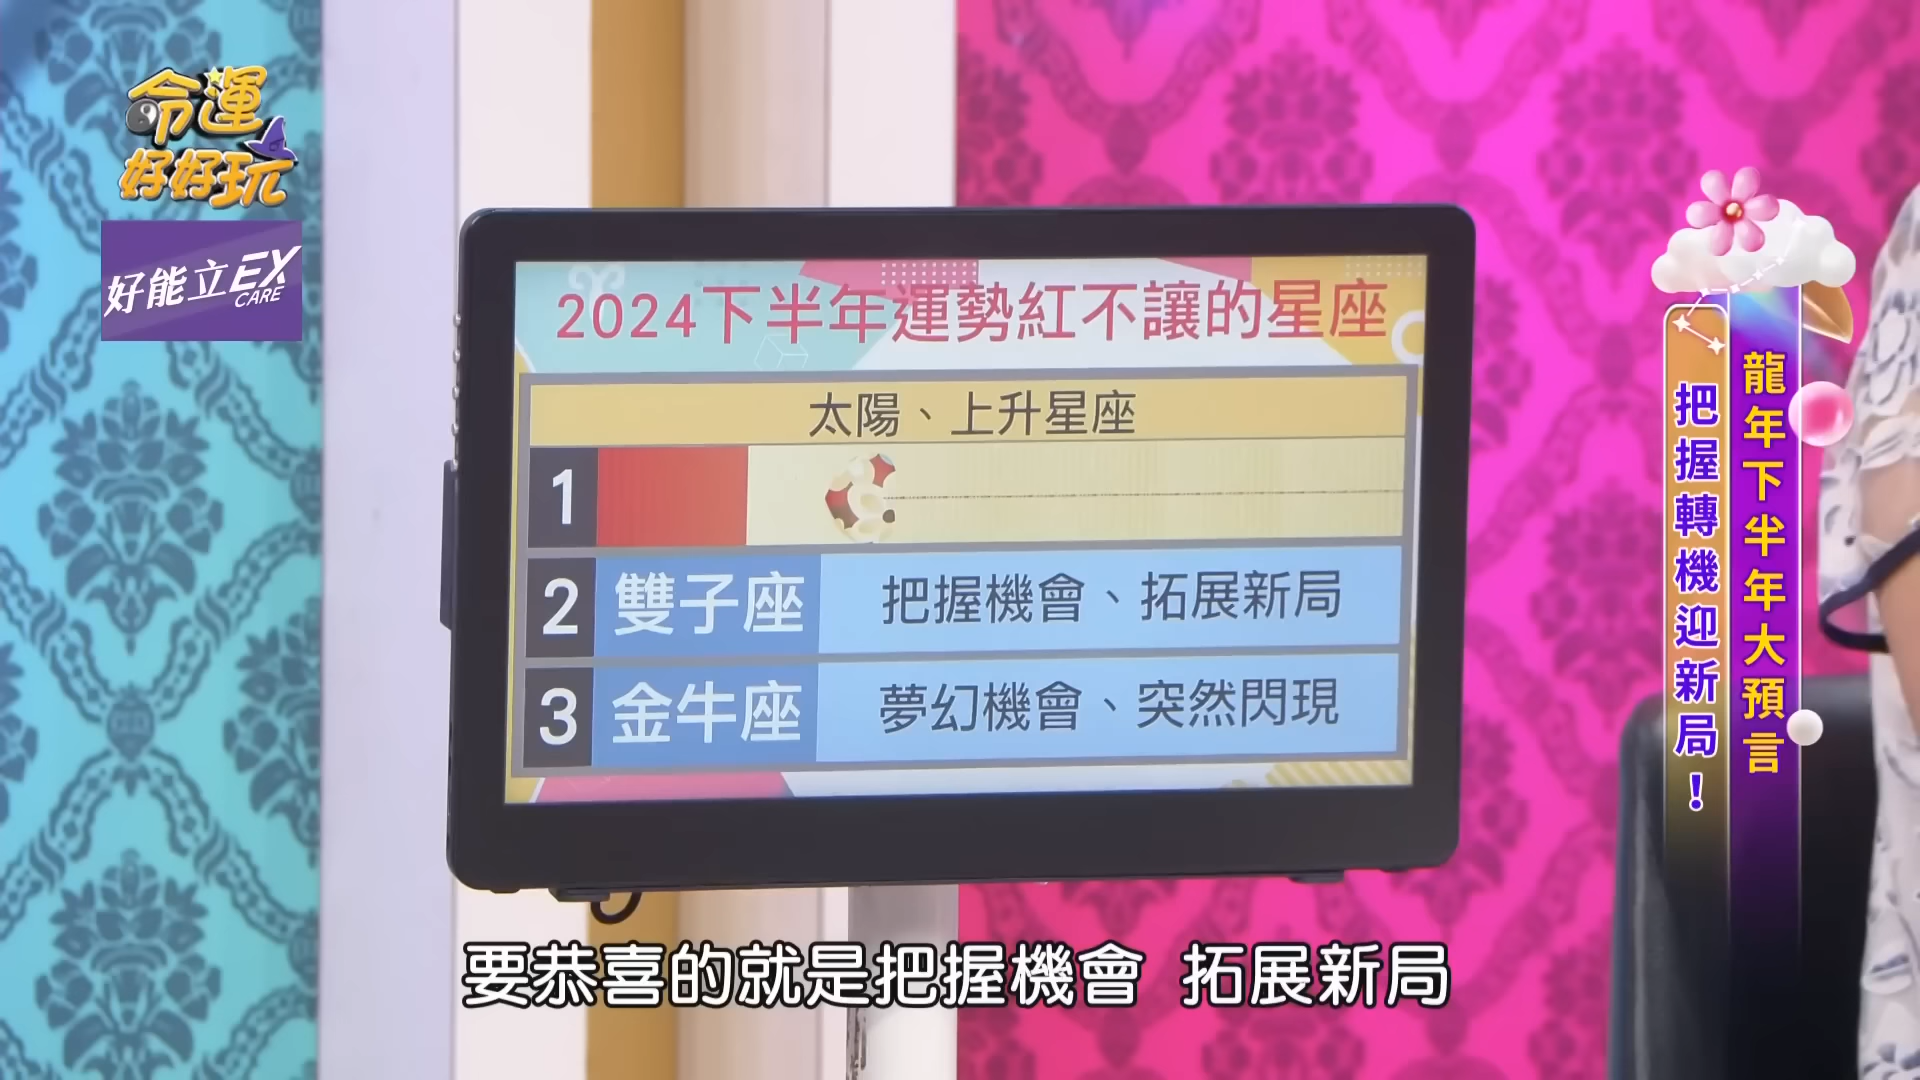 命運
好好玩
好能立EX
CARE
2024下半年運勢紅不讓的星座
太陽、上升星座
1
2 雙子座 把握機會、拓展新局
3 金牛座 夢幻機會、突然閃現
龍年下半年大預言
把握轉機迎新局！
要恭喜的就是把握機會 拓展新局